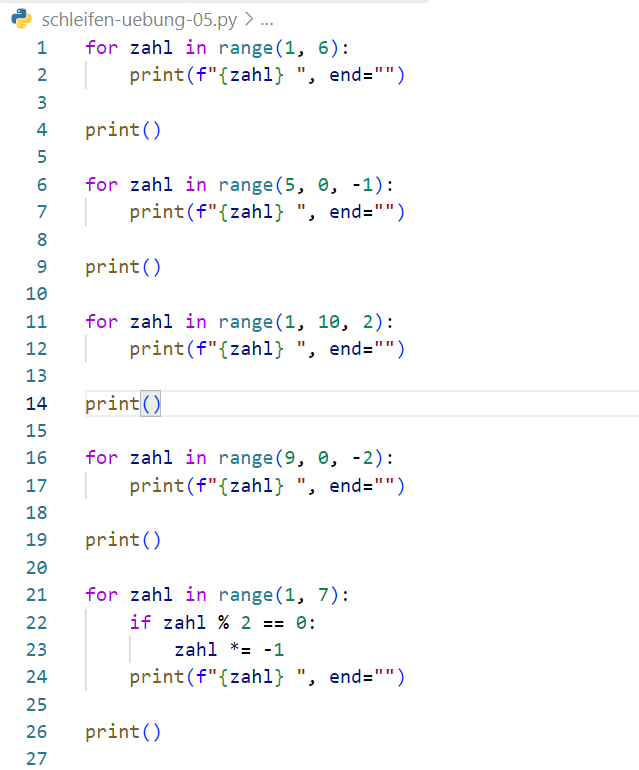 schleifen-uebung-05.py > ...
1 for zahl in range(1, 6):
2     print(f"{zahl} ", end="")
3
4 print()
5
6 for zahl in range(5, 0, -1):
7     print(f"{zahl} ", end="")
8
9 print()
10
11 for zahl in range(1, 10, 2):
12     print(f"{zahl} ", end="")
13
14 print()
15
16 for zahl in range(9, 0, -2):
17     print(f"{zahl} ", end="")
18
19 print()
20
21 for zahl in range(1, 7):
22     if zahl % 2 == 0:
23         zahl *= -1
24     print(f"{zahl} ", end="")
25
26 print()
27